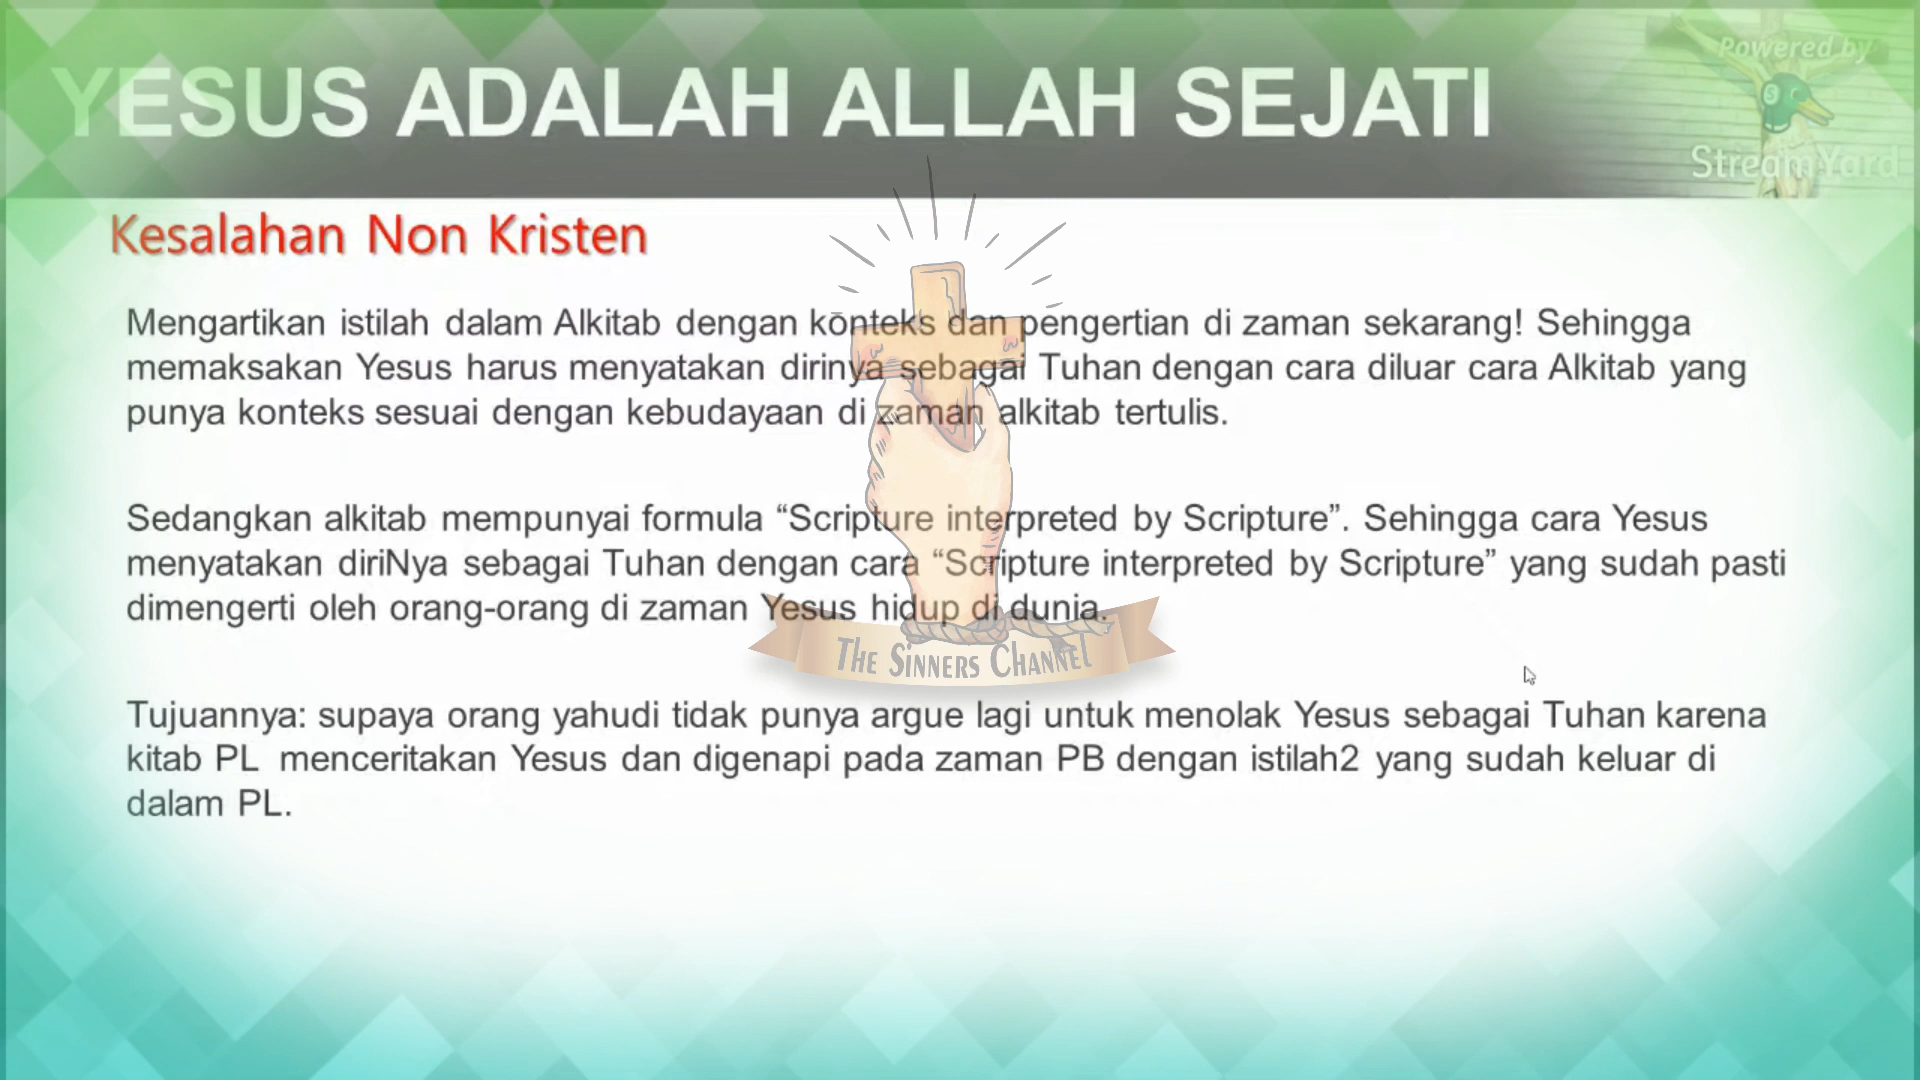 YESUS ADALAH ALLAH SEJATI
Powered by
StreamYard
Kesalahan Non Kristen
Mengartikan istilah dalam Alkitab dengan konteks dan pengertian di zaman sekarang! Sehingga
memaksakan Yesus harus menyatakan dirinya sebagai Tuhan dengan cara diluar cara Alkitab yang
punya konteks sesuai dengan kebudayaan di zaman alkitab tertulis.
Sedangkan alkitab mempunyai formula “Scripture interpreted by Scripture”. Sehingga cara Yesus
menyatakan diriNya sebagai Tuhan dengan cara “Scripture interpreted by Scripture” yang sudah pasti
dimengerti oleh orang-orang di zaman Yesus hidup di dunia.
The Sinners Channel
Tujuannya: supaya orang yahudi tidak punya argue lagi untuk menolak Yesus sebagai Tuhan karena
kitab PL menceritakan Yesus dan digenapi pada zaman PB dengan istilah2 yang sudah keluar di
dalam PL.